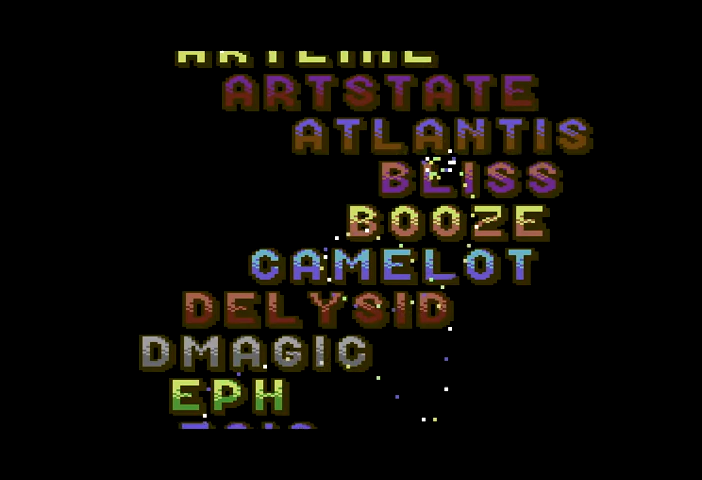 ARTSTATE
ATLANTIS
BLISS
BOOZE
CAMELOT
DELYSID
DMAGIC
EPH